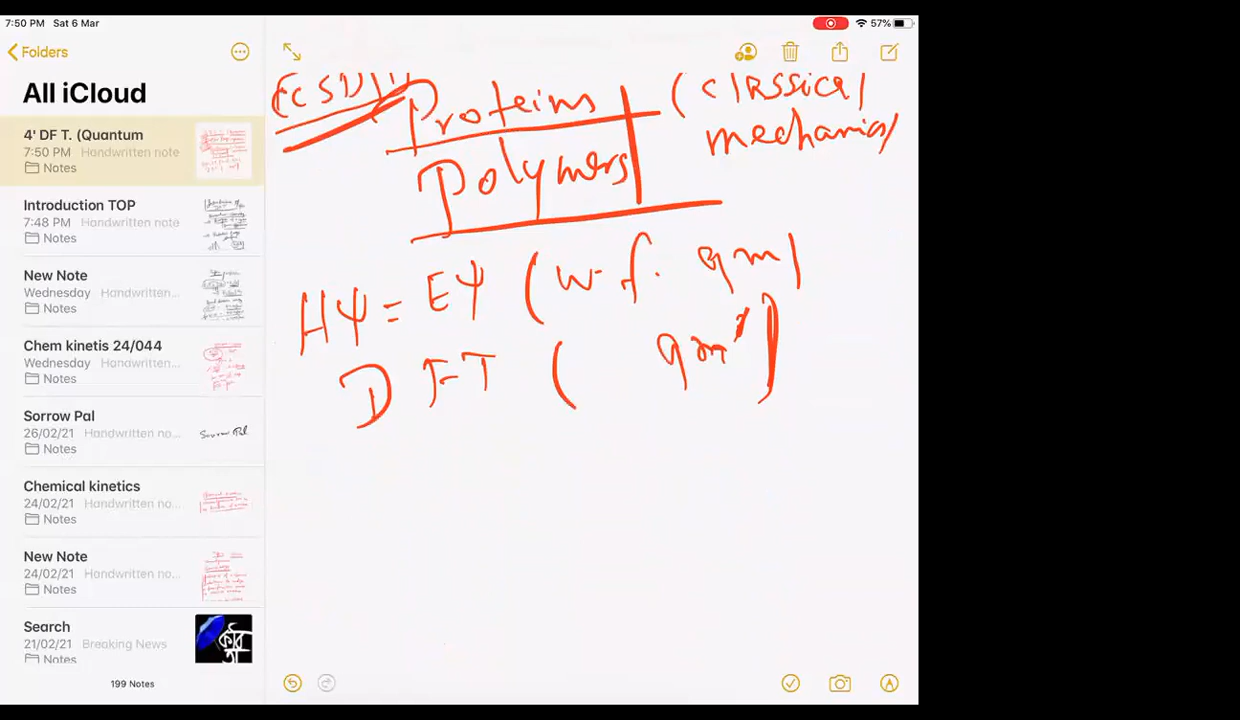 7:50 PM Sat 6 Mar
57%
Folders
All iCloud
4' DF T. (Quantum
7:50 PM Handwritten note
Notes
Introduction TOP
7:48 PM Handwritten note
Notes
New Note
Wednesday Handwritten...
Notes
Chem kinetis 24/044
Wednesday Handwritten...
Notes
Sorrow Pal
26/02/21 Handwritten no...
Notes
Chemical kinetics
24/02/21 Handwritten no...
Notes
New Note
24/02/21 Handwritten no...
Notes
Search
21/02/21 Breaking News
Notes
199 Notes
Proteins (classical
mechanics)
Polymers
HΨ = EΨ (w.f. qm)
DFT ( qm)